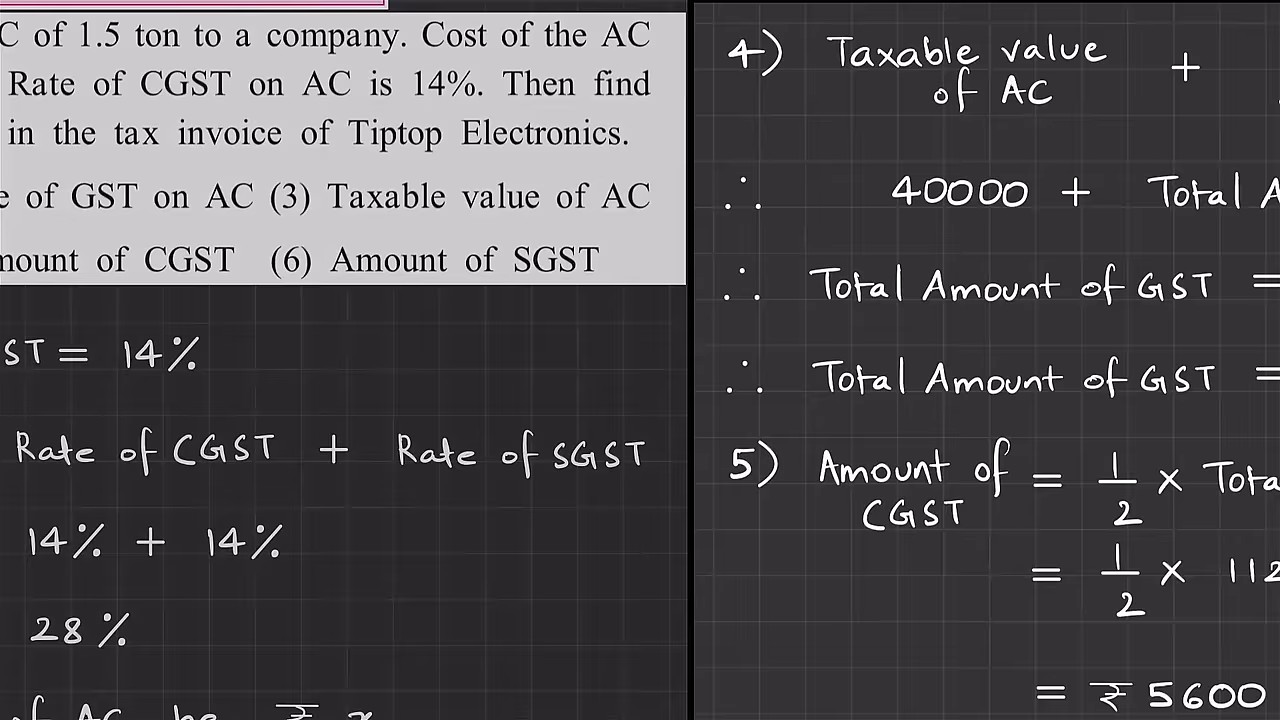 C of 1.5 ton to a company. Cost of the AC
Rate of CGST on AC is 14%. Then find
in the tax invoice of Tiptop Electronics.
e of GST on AC (3) Taxable value of AC
mount of CGST (6) Amount of SGST
ST = 14%
Rate of CGST + Rate of SGST
14% + 14%
28%
of AC be ₹ x
4) Taxable value +
of AC
∴ 40000 + Total A
∴ Total Amount of GST =
∴ Total Amount of GST =
5) Amount of = 1/2 × Tota
CGST
= 1/2 × 112
= ₹ 5600